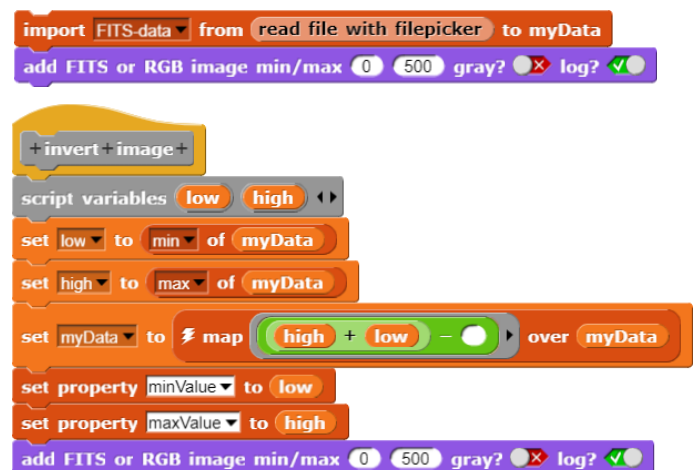 import FITS-data from read file with filepicker to myData
add FITS or RGB image min/max 0 500 gray? log?
+invert+image+
script variables low high
set low to min of myData
set high to max of myData
set myData to map high + low - over myData
set property minValue to low
set property maxValue to high
add FITS or RGB image min/max 0 500 gray? log?